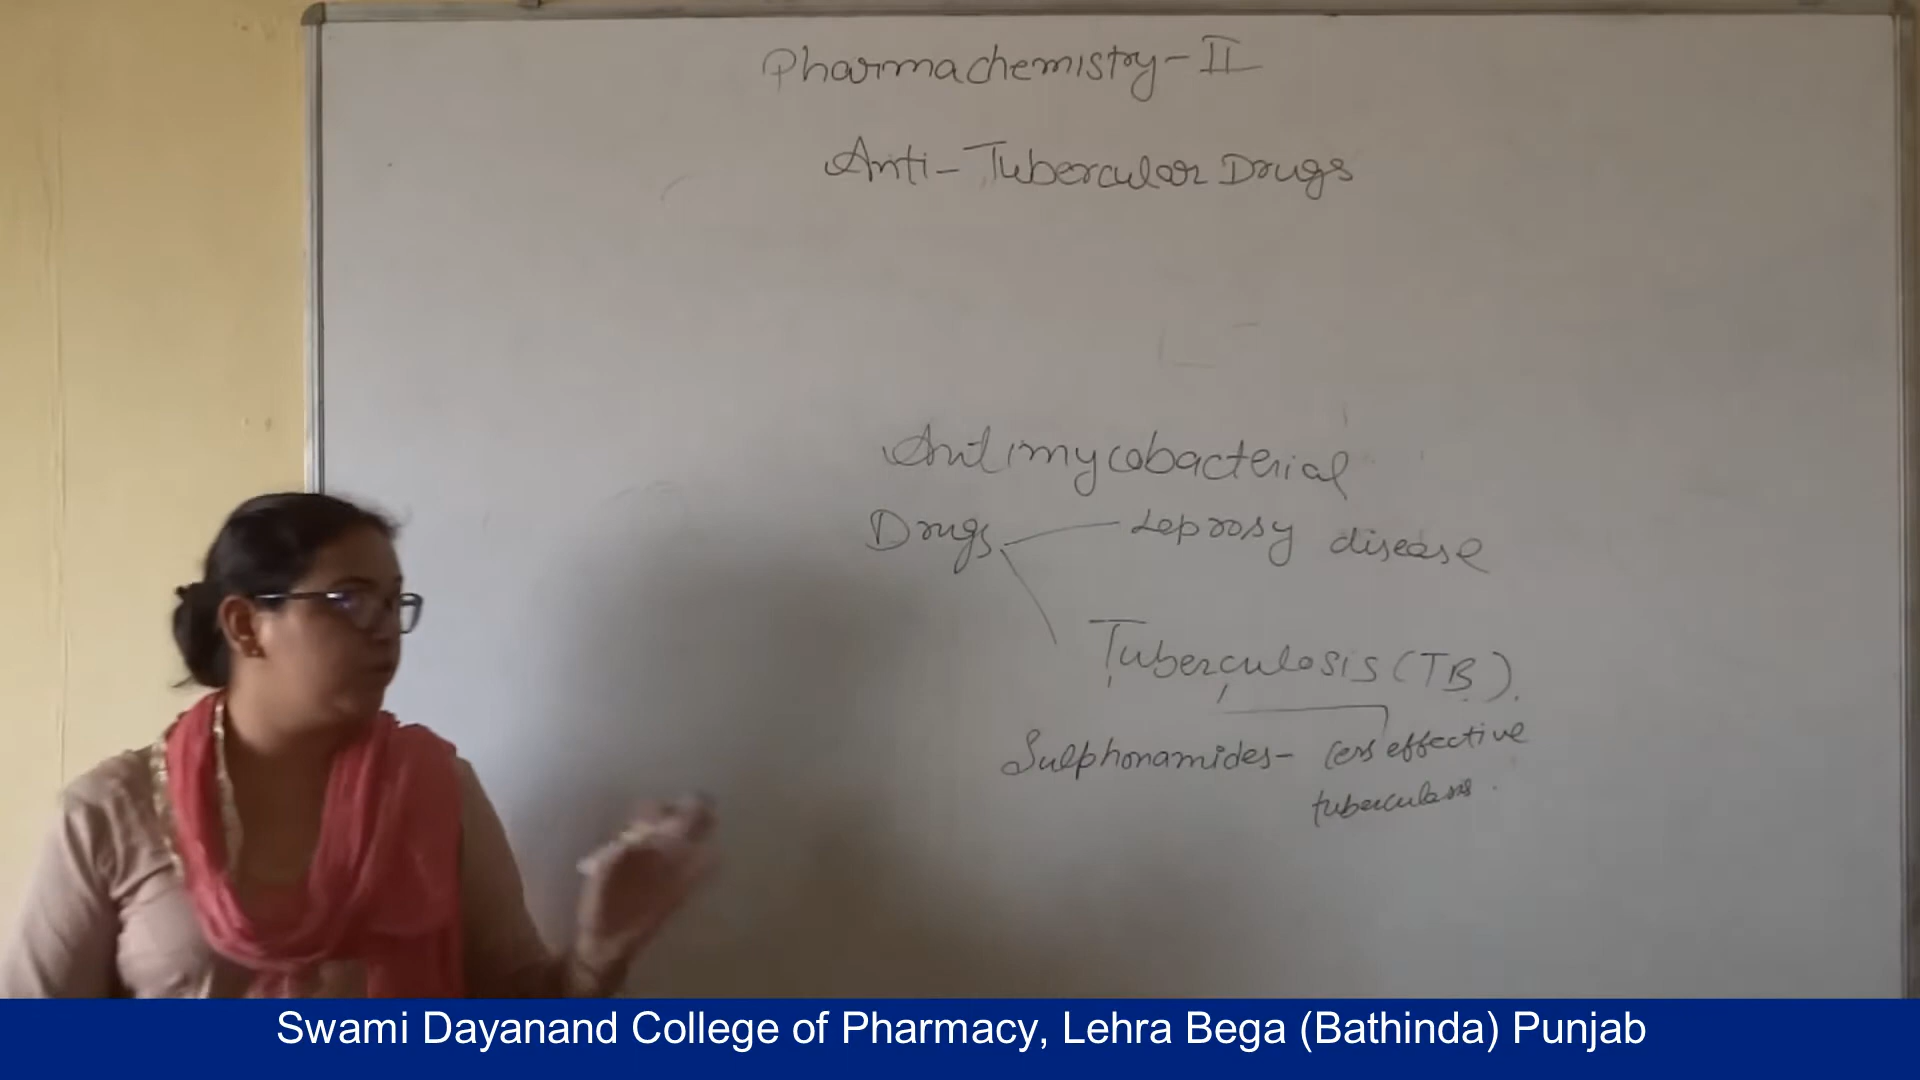 Pharmachemistry-II
Anti-Tubercular Drugs
Antimycobacterial
Drugs - Leprosy disease
Tuberculosis (TB).
Sulphonamides- less effective
tuberculosis.
Swami Dayanand College of Pharmacy, Lehra Bega (Bathinda) Punjab